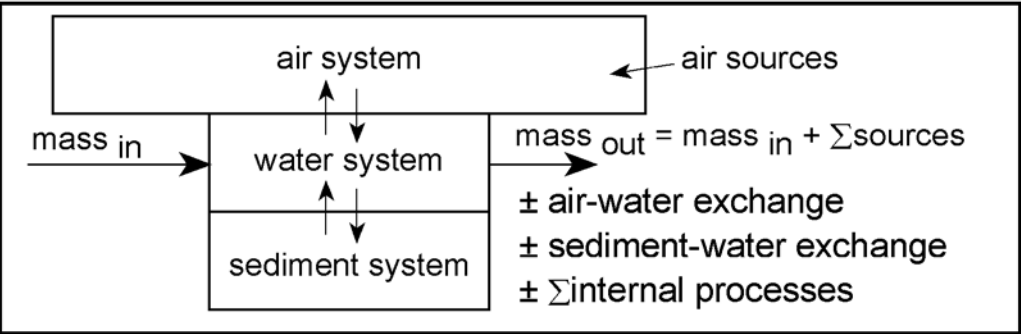 air system
air sources
mass in
mass out = mass in + ∑sources
water system
± air-water exchange
± sediment-water exchange
sediment system
± ∑internal processes